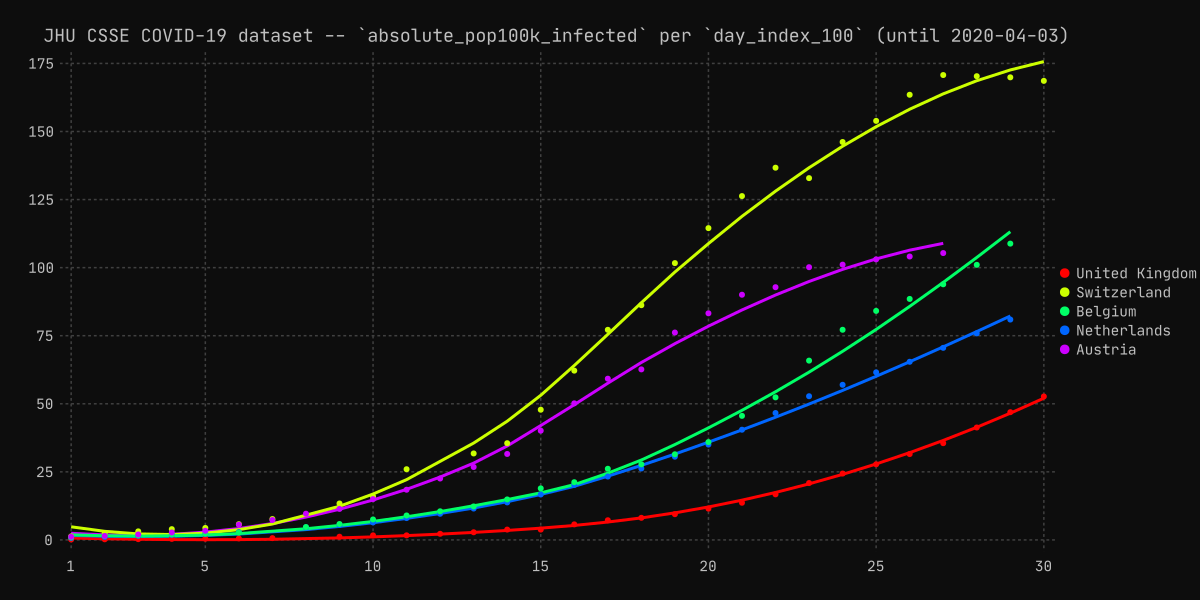 JHU CSSE COVID-19 dataset -- `absolute_pop100k_infected` per `day_index_100` (until 2020-04-03)
175
150
125
100
75
50
25
0
1 5 10 15 20 25 30
United Kingdom
Switzerland
Belgium
Netherlands
Austria